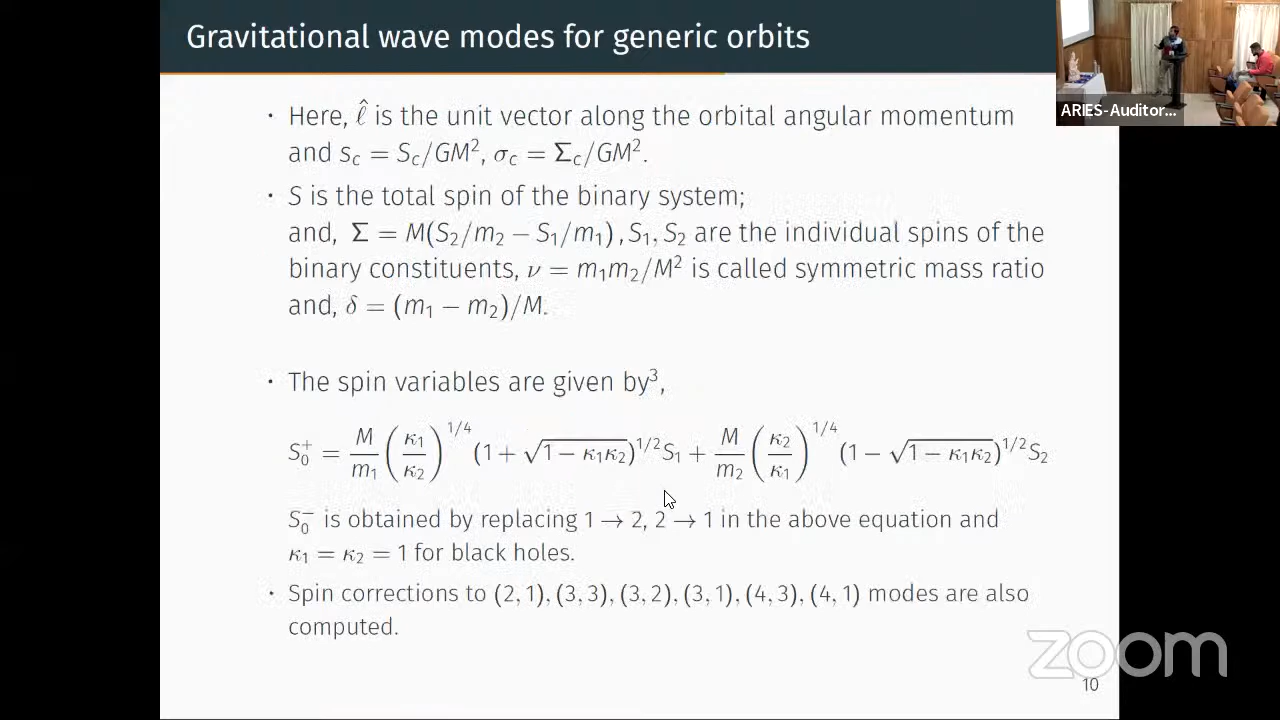 Gravitational wave modes for generic orbits
ARIES-Auditor...
· Here, ℓ̂ is the unit vector along the orbital angular momentum
and s_c = S_c/GM², σ_c = Σ_c/GM².
· S is the total spin of the binary system;
and, Σ = M(S₂/m₂ − S₁/m₁), S₁, S₂ are the individual spins of the
binary constituents, ν = m₁m₂/M² is called symmetric mass ratio
and, δ = (m₁ − m₂)/M.
· The spin variables are given by³,
S₀⁺ = M/m₁ (κ₁/κ₂)^1/4 (1 + √(1 − κ₁κ₂))^1/2 S₁ + M/m₂ (κ₂/κ₁)^1/4 (1 − √(1 − κ₁κ₂))^1/2 S₂
S₀⁻ is obtained by replacing 1 → 2, 2 → 1 in the above equation and
κ₁ = κ₂ = 1 for black holes.
· Spin corrections to (2, 1), (3, 3), (3, 2), (3, 1), (4, 3), (4, 1) modes are also
computed.
zoom
10